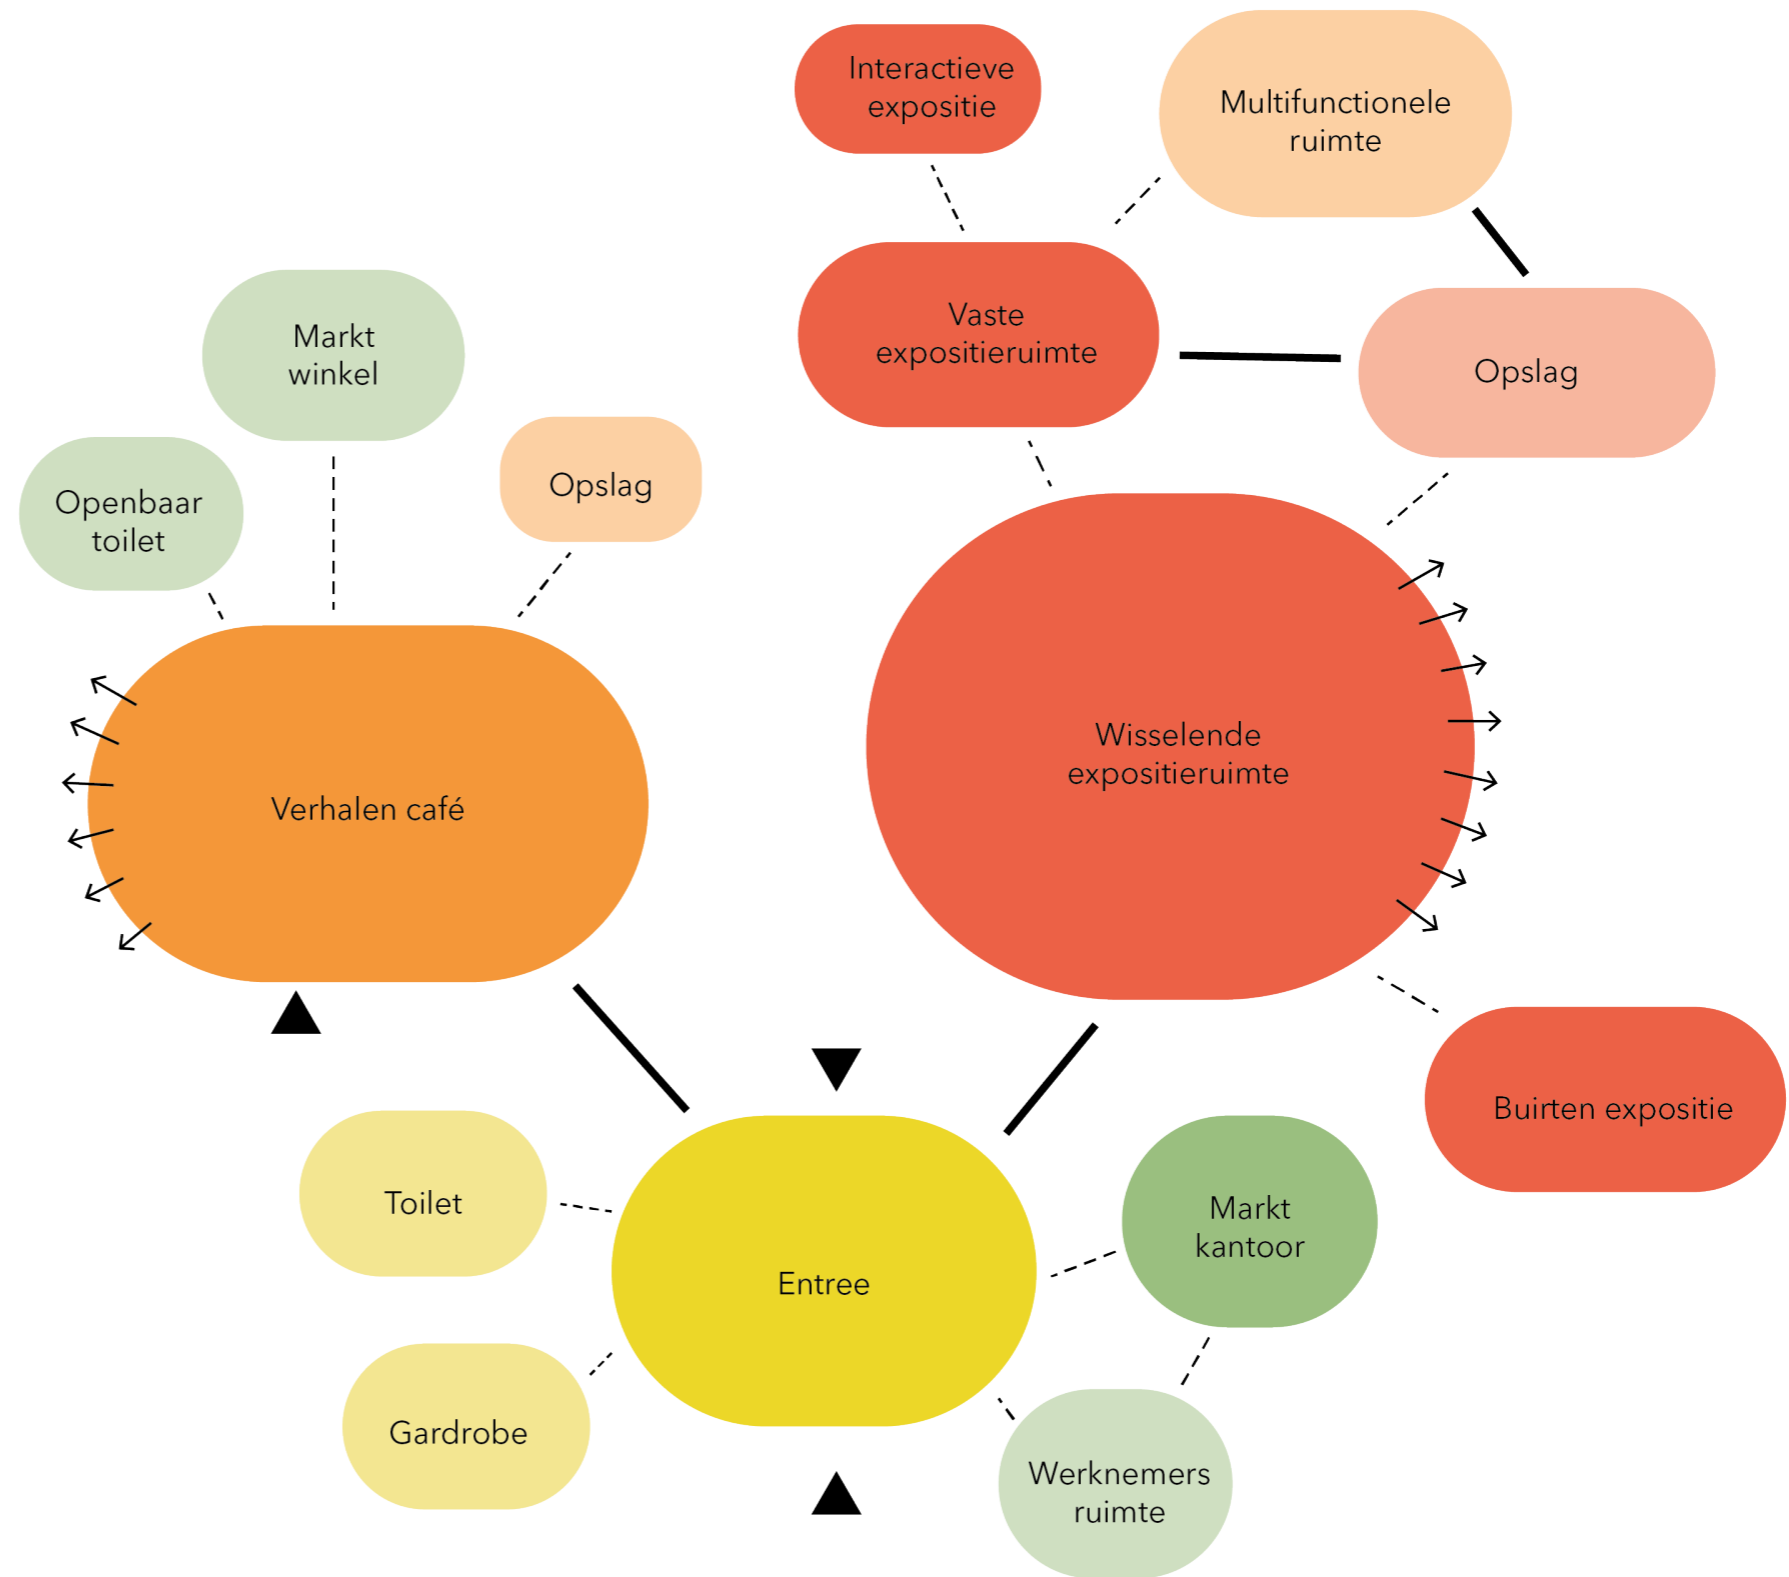 Interactieve
expositie
Multifunctionele
ruimte
Vaste
expositieruimte
Opslag
Markt
winkel
Openbaar
toilet
Opslag
Verhalen café
Wisselende
expositieruimte
Buirten expositie
Toilet
Entree
Markt
kantoor
Gardrobe
Werknemers
ruimte